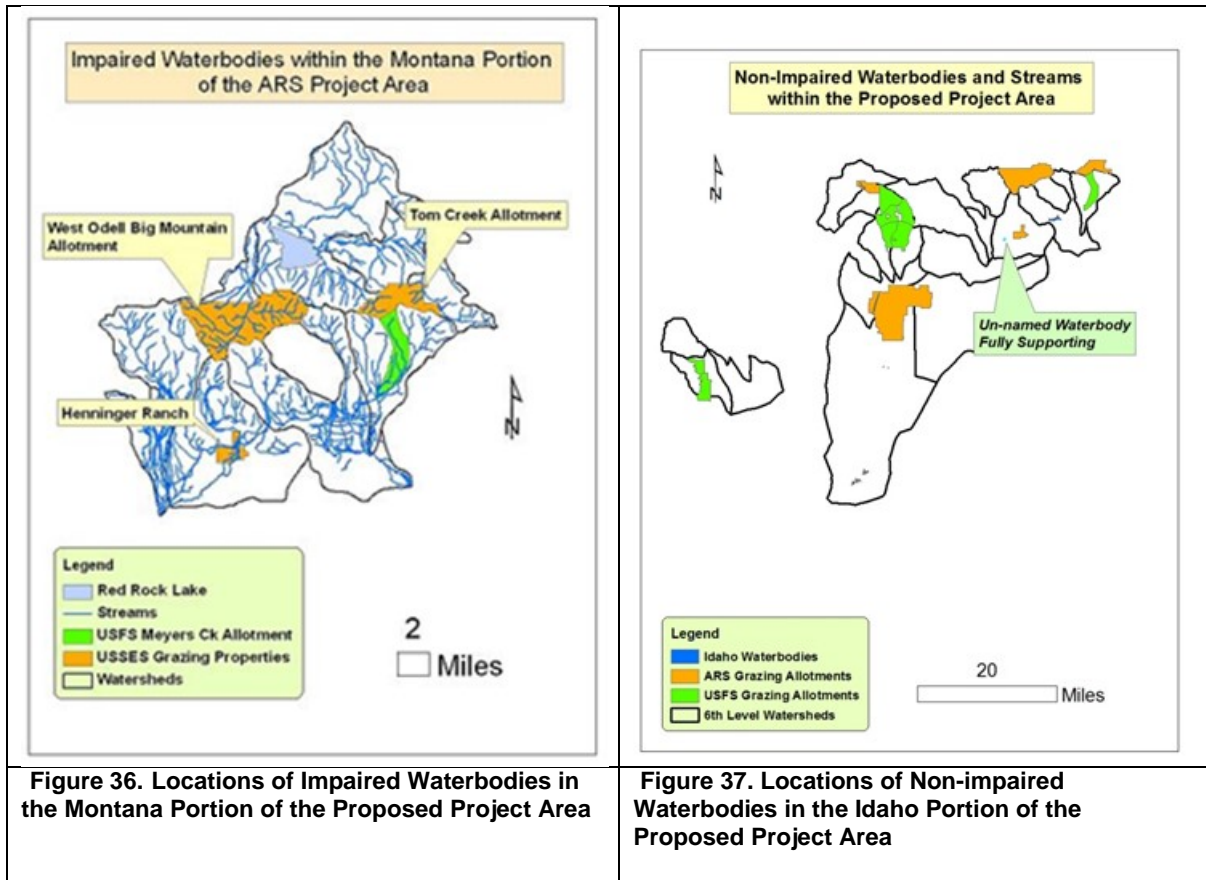 Impaired Waterbodies within the Montana Portion
of the ARS Project Area
West Odell Big Mountain
Allotment
Tom Creek Allotment
Henninger Ranch
N
Legend
Red Rock Lake
Streams
USFS Meyers Ck Allotment
USSES Grazing Properties
Watersheds
2
Miles
Figure 36. Locations of Impaired Waterbodies in
the Montana Portion of the Proposed Project Area
Non-Impaired Waterbodies and Streams
within the Proposed Project Area
N
Un-named Waterbody
Fully Supporting
Legend
Idaho Waterbodies
ARS Grazing Allotments
USFS Grazing Allotments
6th Level Watersheds
20
Miles
Figure 37. Locations of Non-impaired
Waterbodies in the Idaho Portion of the
Proposed Project Area